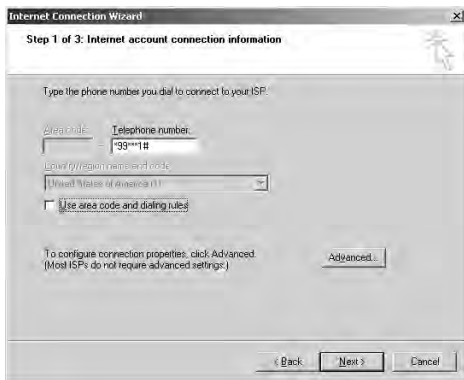 Internet Connection Wizard
Step 1 of 3: Internet account connection information
Type the phone number you dial to connect to your ISP.
Area code: Telephone number:
- *99***1#
Country/region name and code:
United States of America (1)
Use area code and dialing rules
To configure connection properties, click Advanced.
(Most ISPs do not require advanced settings.)
Advanced...
< Back Next > Cancel